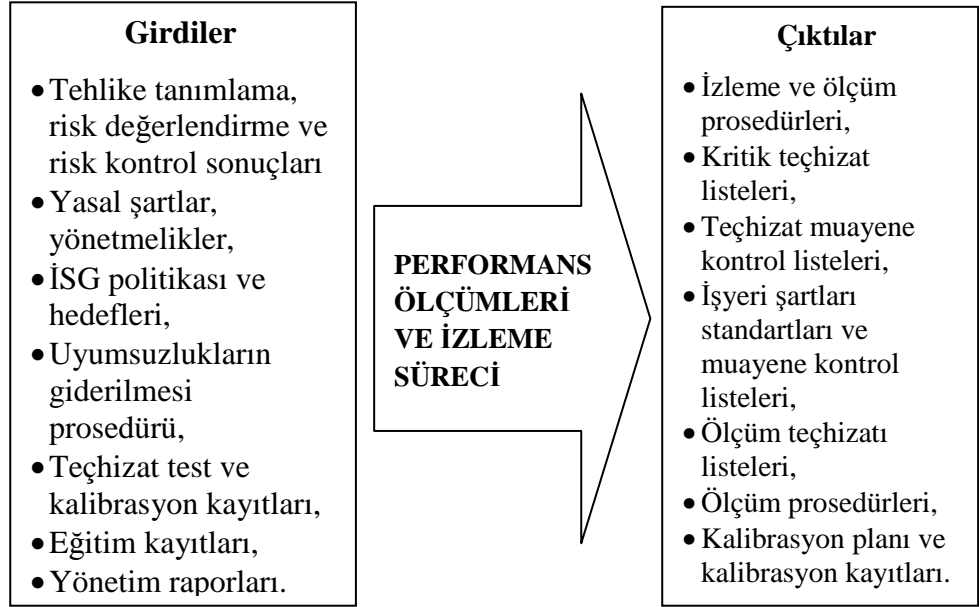 Girdiler
• Tehlike tanımlama,
risk değerlendirme ve
risk kontrol sonuçları
• Yasal şartlar,
yönetmelikler,
• İSG politikası ve
hedefleri,
• Uyumsuzlukların
giderilmesi
prosedürü,
• Teçhizat test ve
kalibrasyon kayıtları,
• Eğitim kayıtları,
• Yönetim raporları.
PERFORMANS
ÖLÇÜMLERİ
VE İZLEME
SÜRECİ
Çıktılar
• İzleme ve ölçüm
prosedürleri,
• Kritik teçhizat
listeleri,
• Teçhizat muayene
kontrol listeleri,
• İşyeri şartları
standartları ve
muayene kontrol
listeleri,
• Ölçüm teçhizatı
listeleri,
• Ölçüm prosedürleri,
• Kalibrasyon planı ve
kalibrasyon kayıtları.